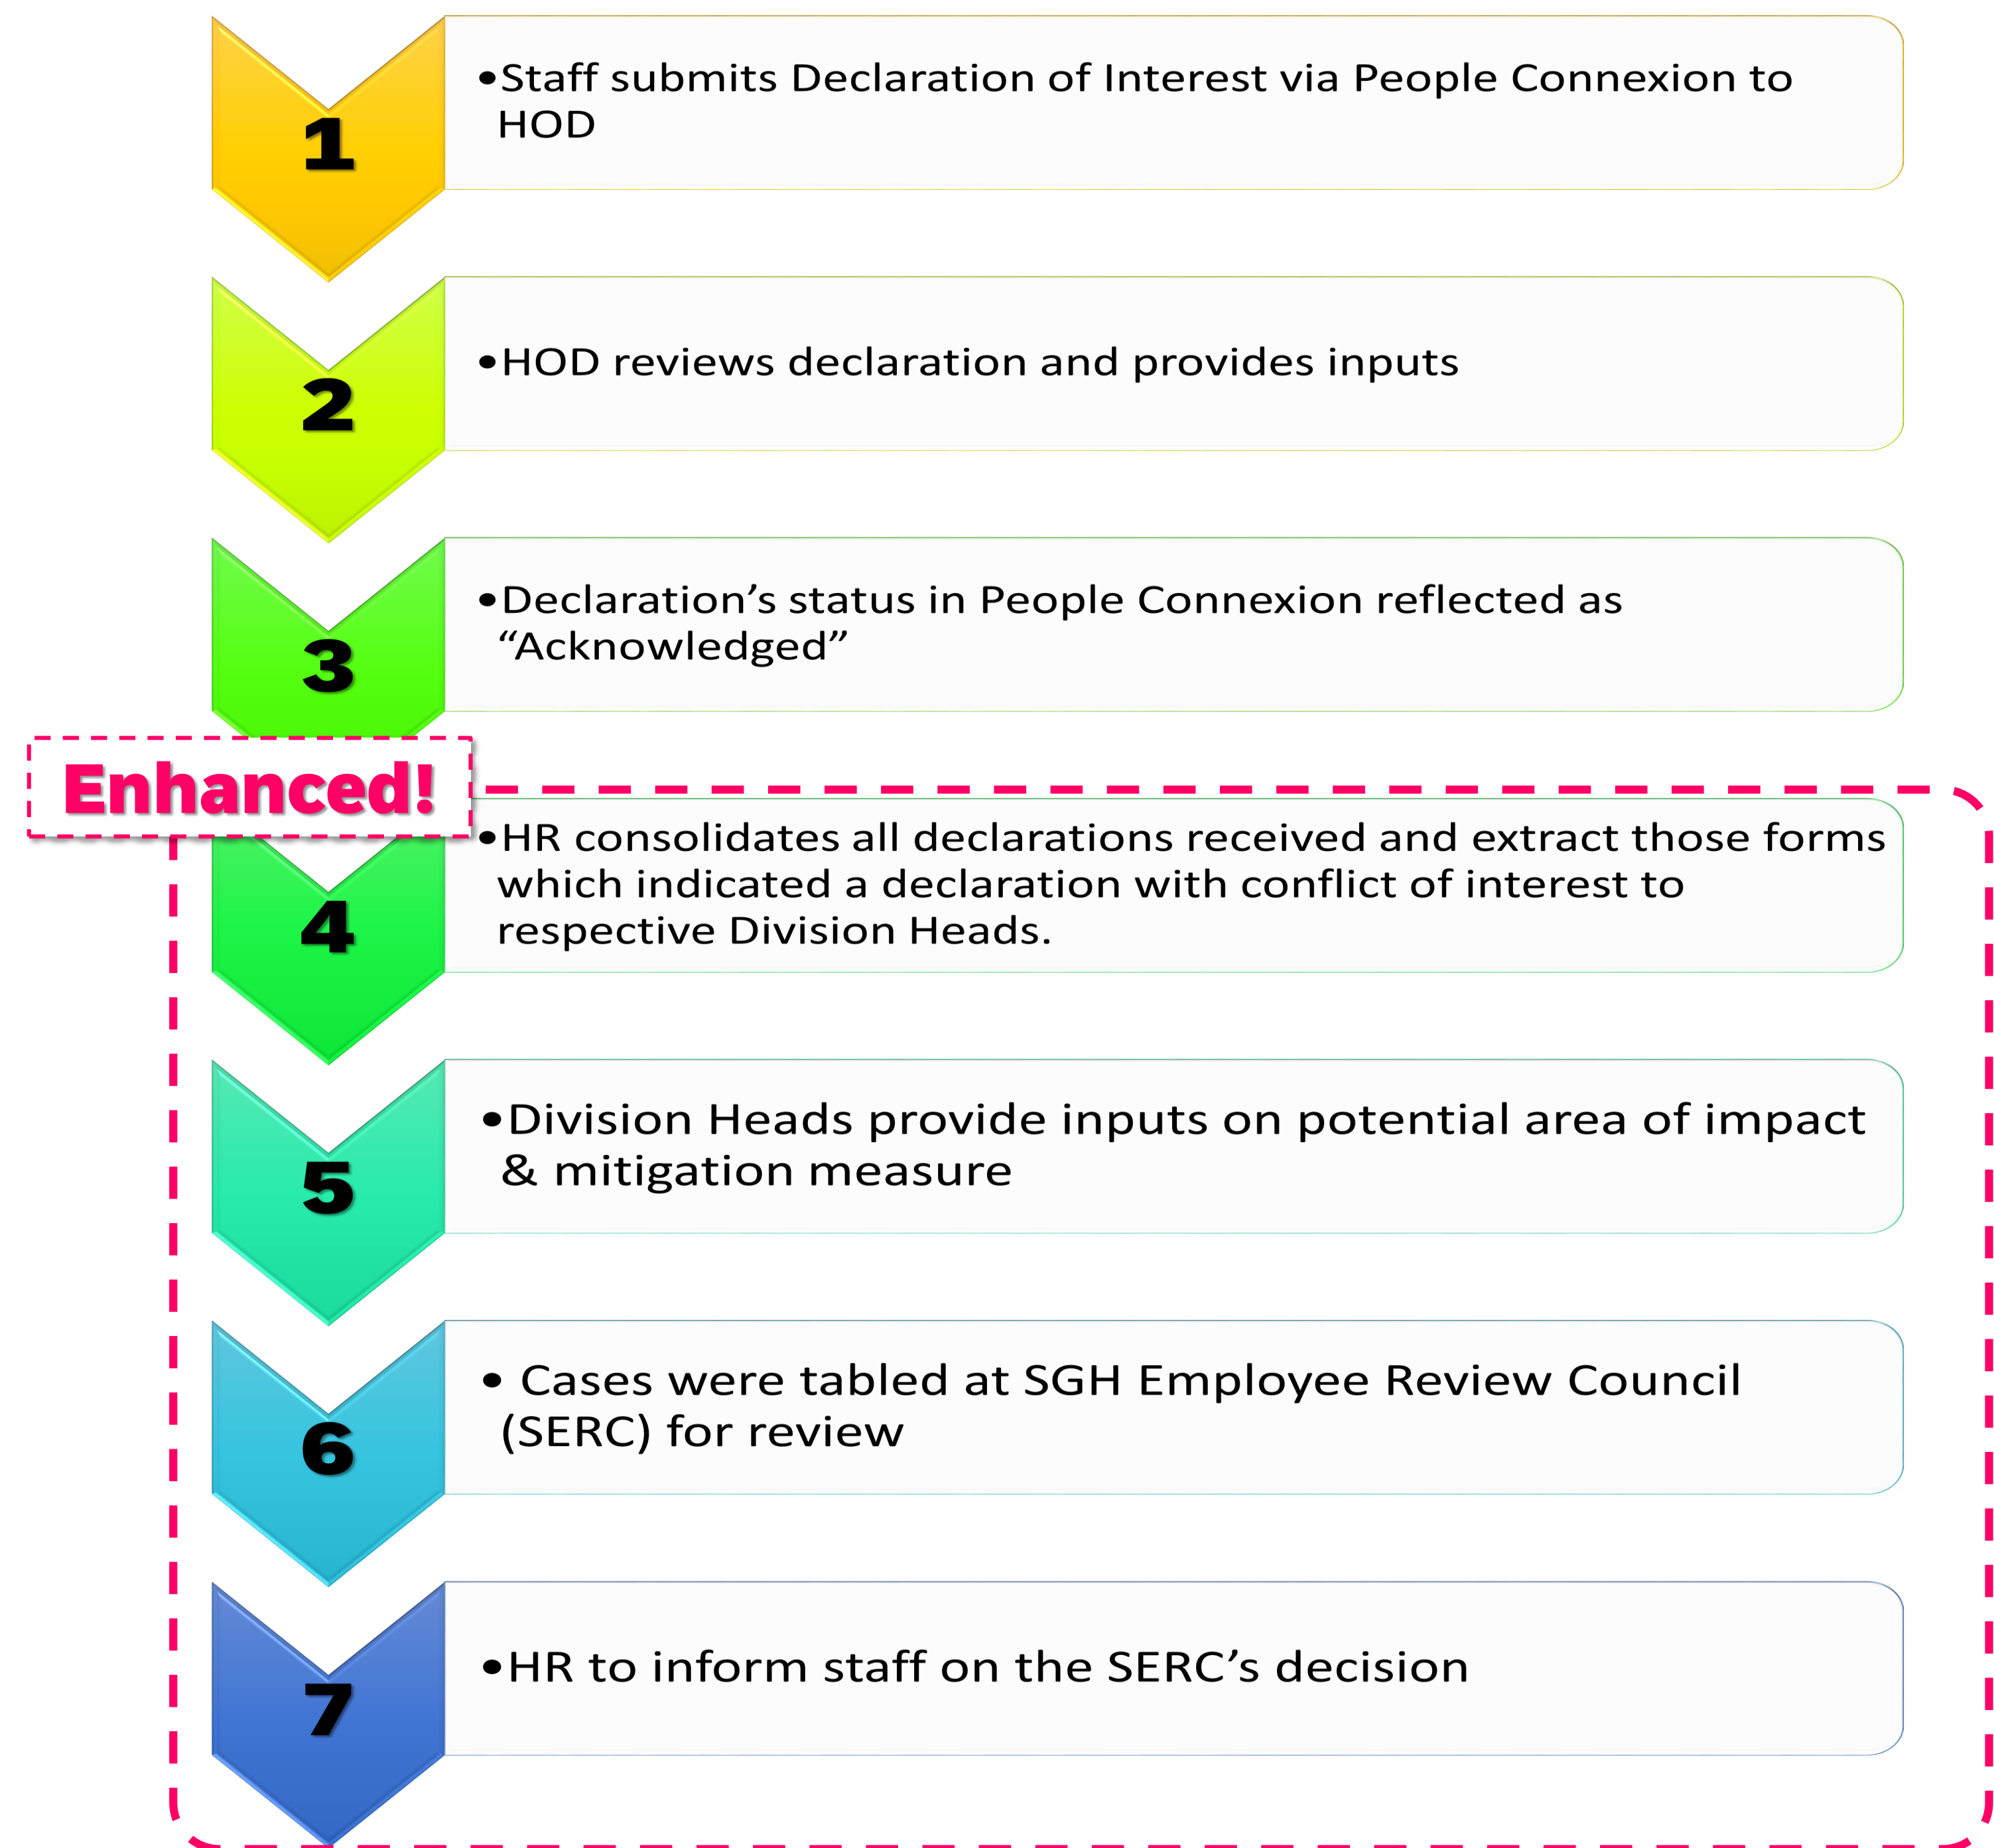 1
•Staff submits Declaration of Interest via People Connexion to
HOD
2
•HOD reviews declaration and provides inputs
3
•Declaration’s status in People Connexion reflected as
“Acknowledged”
Enhanced!
4
•HR consolidates all declarations received and extract those forms
which indicated a declaration with conflict of interest to
respective Division Heads.
5
•Division Heads provide inputs on potential area of impact
& mitigation measure
6
• Cases were tabled at SGH Employee Review Council
(SERC) for review
7
•HR to inform staff on the SERC’s decision